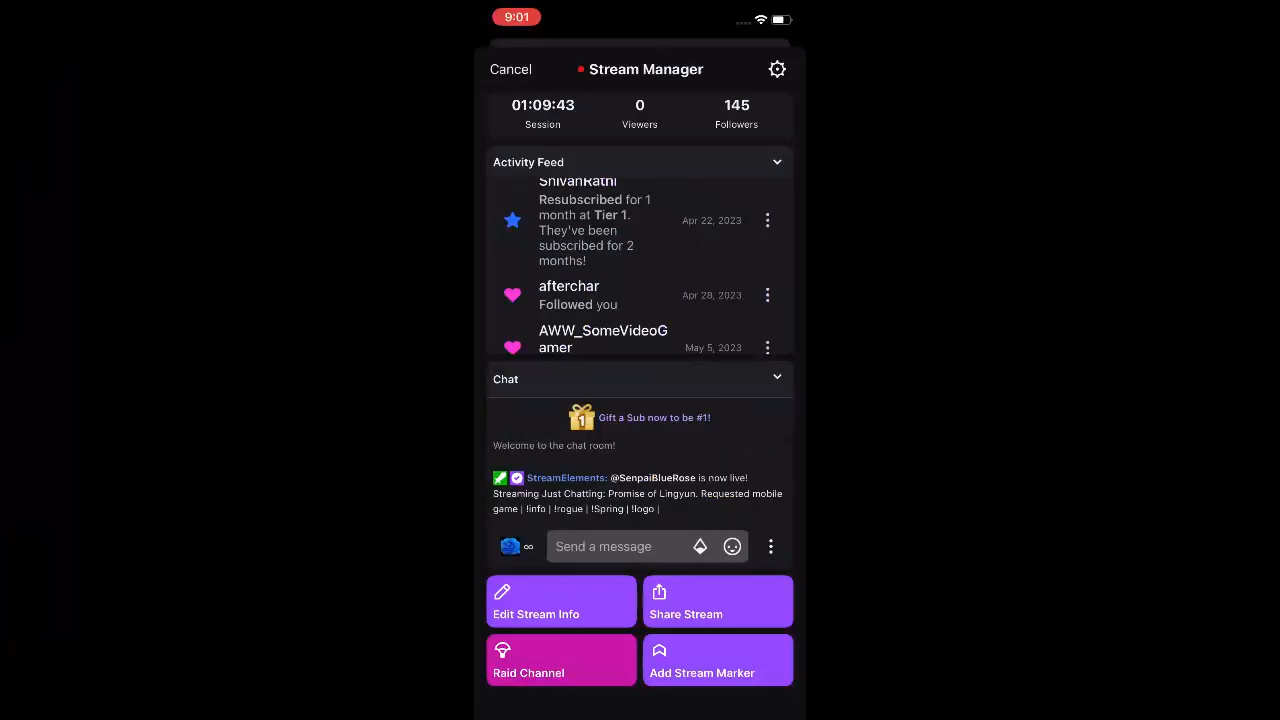 9:01
Cancel
Stream Manager
01:09:43
0
145
Session
Viewers
Followers
Activity Feed
ShivanRathi
Resubscribed for 1
month at Tier 1.
They've been
subscribed for 2
months!
Apr 22, 2023
afterchar
Followed you
Apr 28, 2023
AWW_SomeVideoG
amer
May 5, 2023
Chat
1
Gift a Sub now to be #1!
Welcome to the chat room!
StreamElements: @SenpaiBlueRose is now live!
Streaming Just Chatting: Promise of Lingyun. Requested mobile
game | !info | !rogue | !Spring | !logo |
∞
Send a message
Edit Stream Info
Share Stream
Raid Channel
Add Stream Marker